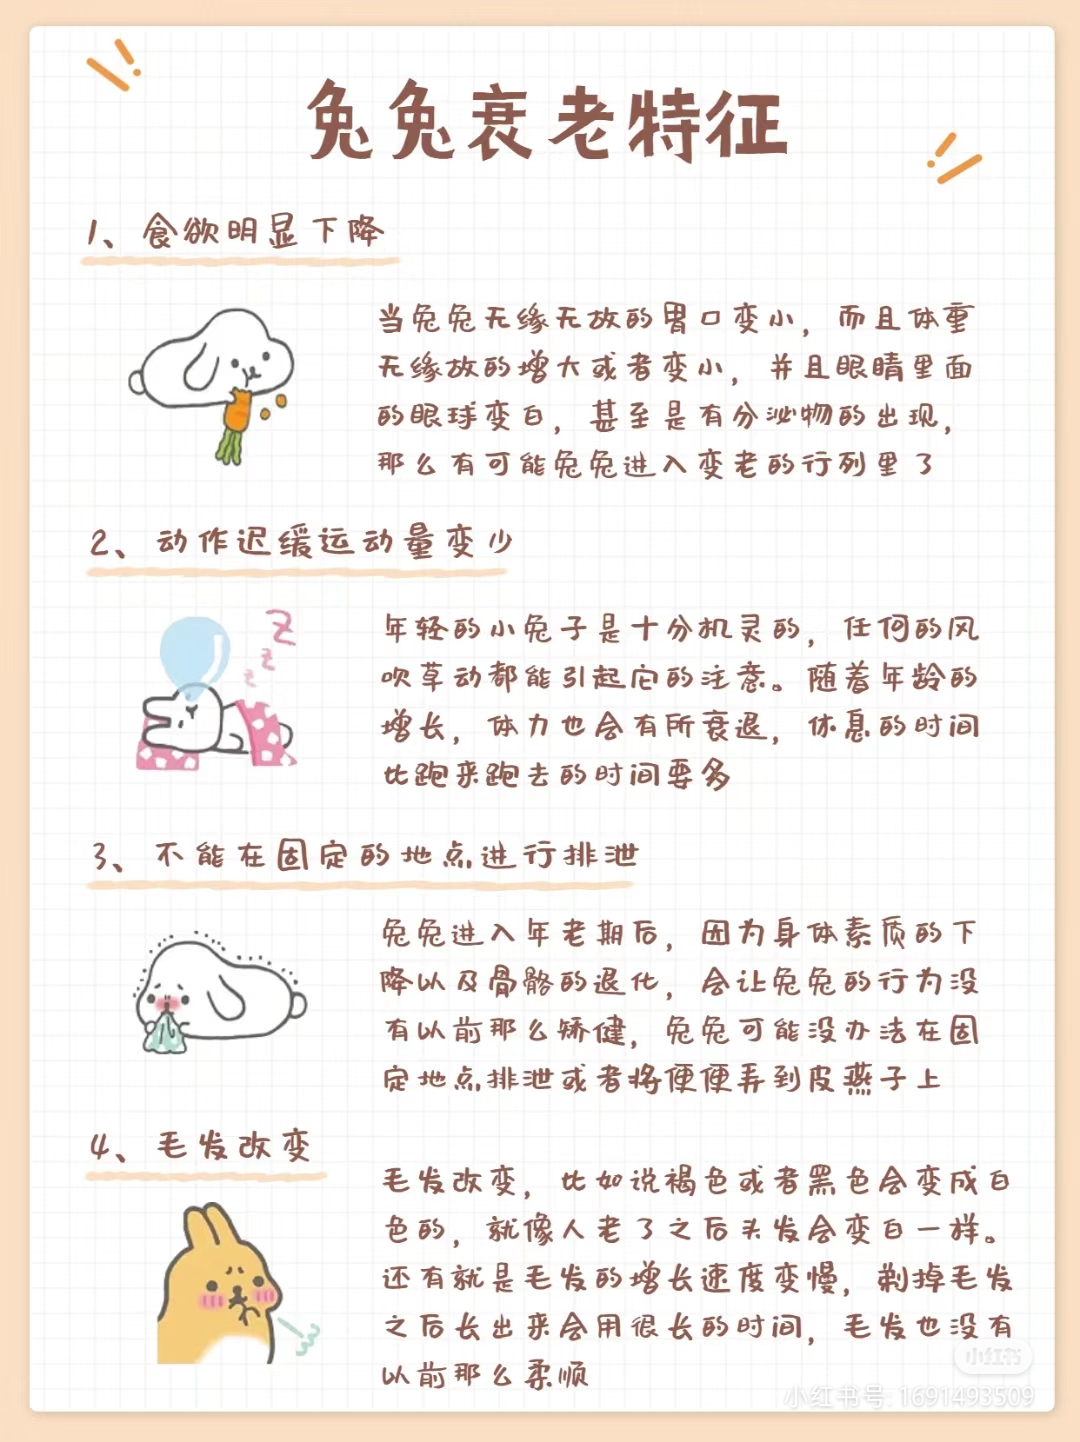 兔兔衰老特征
1、食欲明显下降
当兔兔无缘无故的胃口变小，而且体重
无缘故的增大或者变小，并且眼睛里面
的眼球变白，甚至是有分泌物的出现，
那么有可能兔兔进入变老的行列里了
2、动作迟缓运动量变少
年轻的小兔子是十分机灵的，任何的风
吹草动都能引起它的注意。随着年龄的
增长，体力也会有所衰退，休息的时间
比跑来跑去的时间要多
3、不能在固定的地点进行排泄
兔兔进入年老期后，因为身体素质的下
降以及骨骼的退化，会让兔兔的行为没
有以前那么矫健，兔兔可能没办法在固
定地点排泄或者将便便弄到皮燕子上
4、毛发改变
毛发改变，比如说褐色或者黑色会变成白
色的，就像人老了之后头发会变白一样。
还有就是毛发的增长速度变慢，剃掉毛发
之后长出来会用很长的时间，毛发也没有
以前那么柔顺
z
z
z
小红书
小红书号: 1691493509